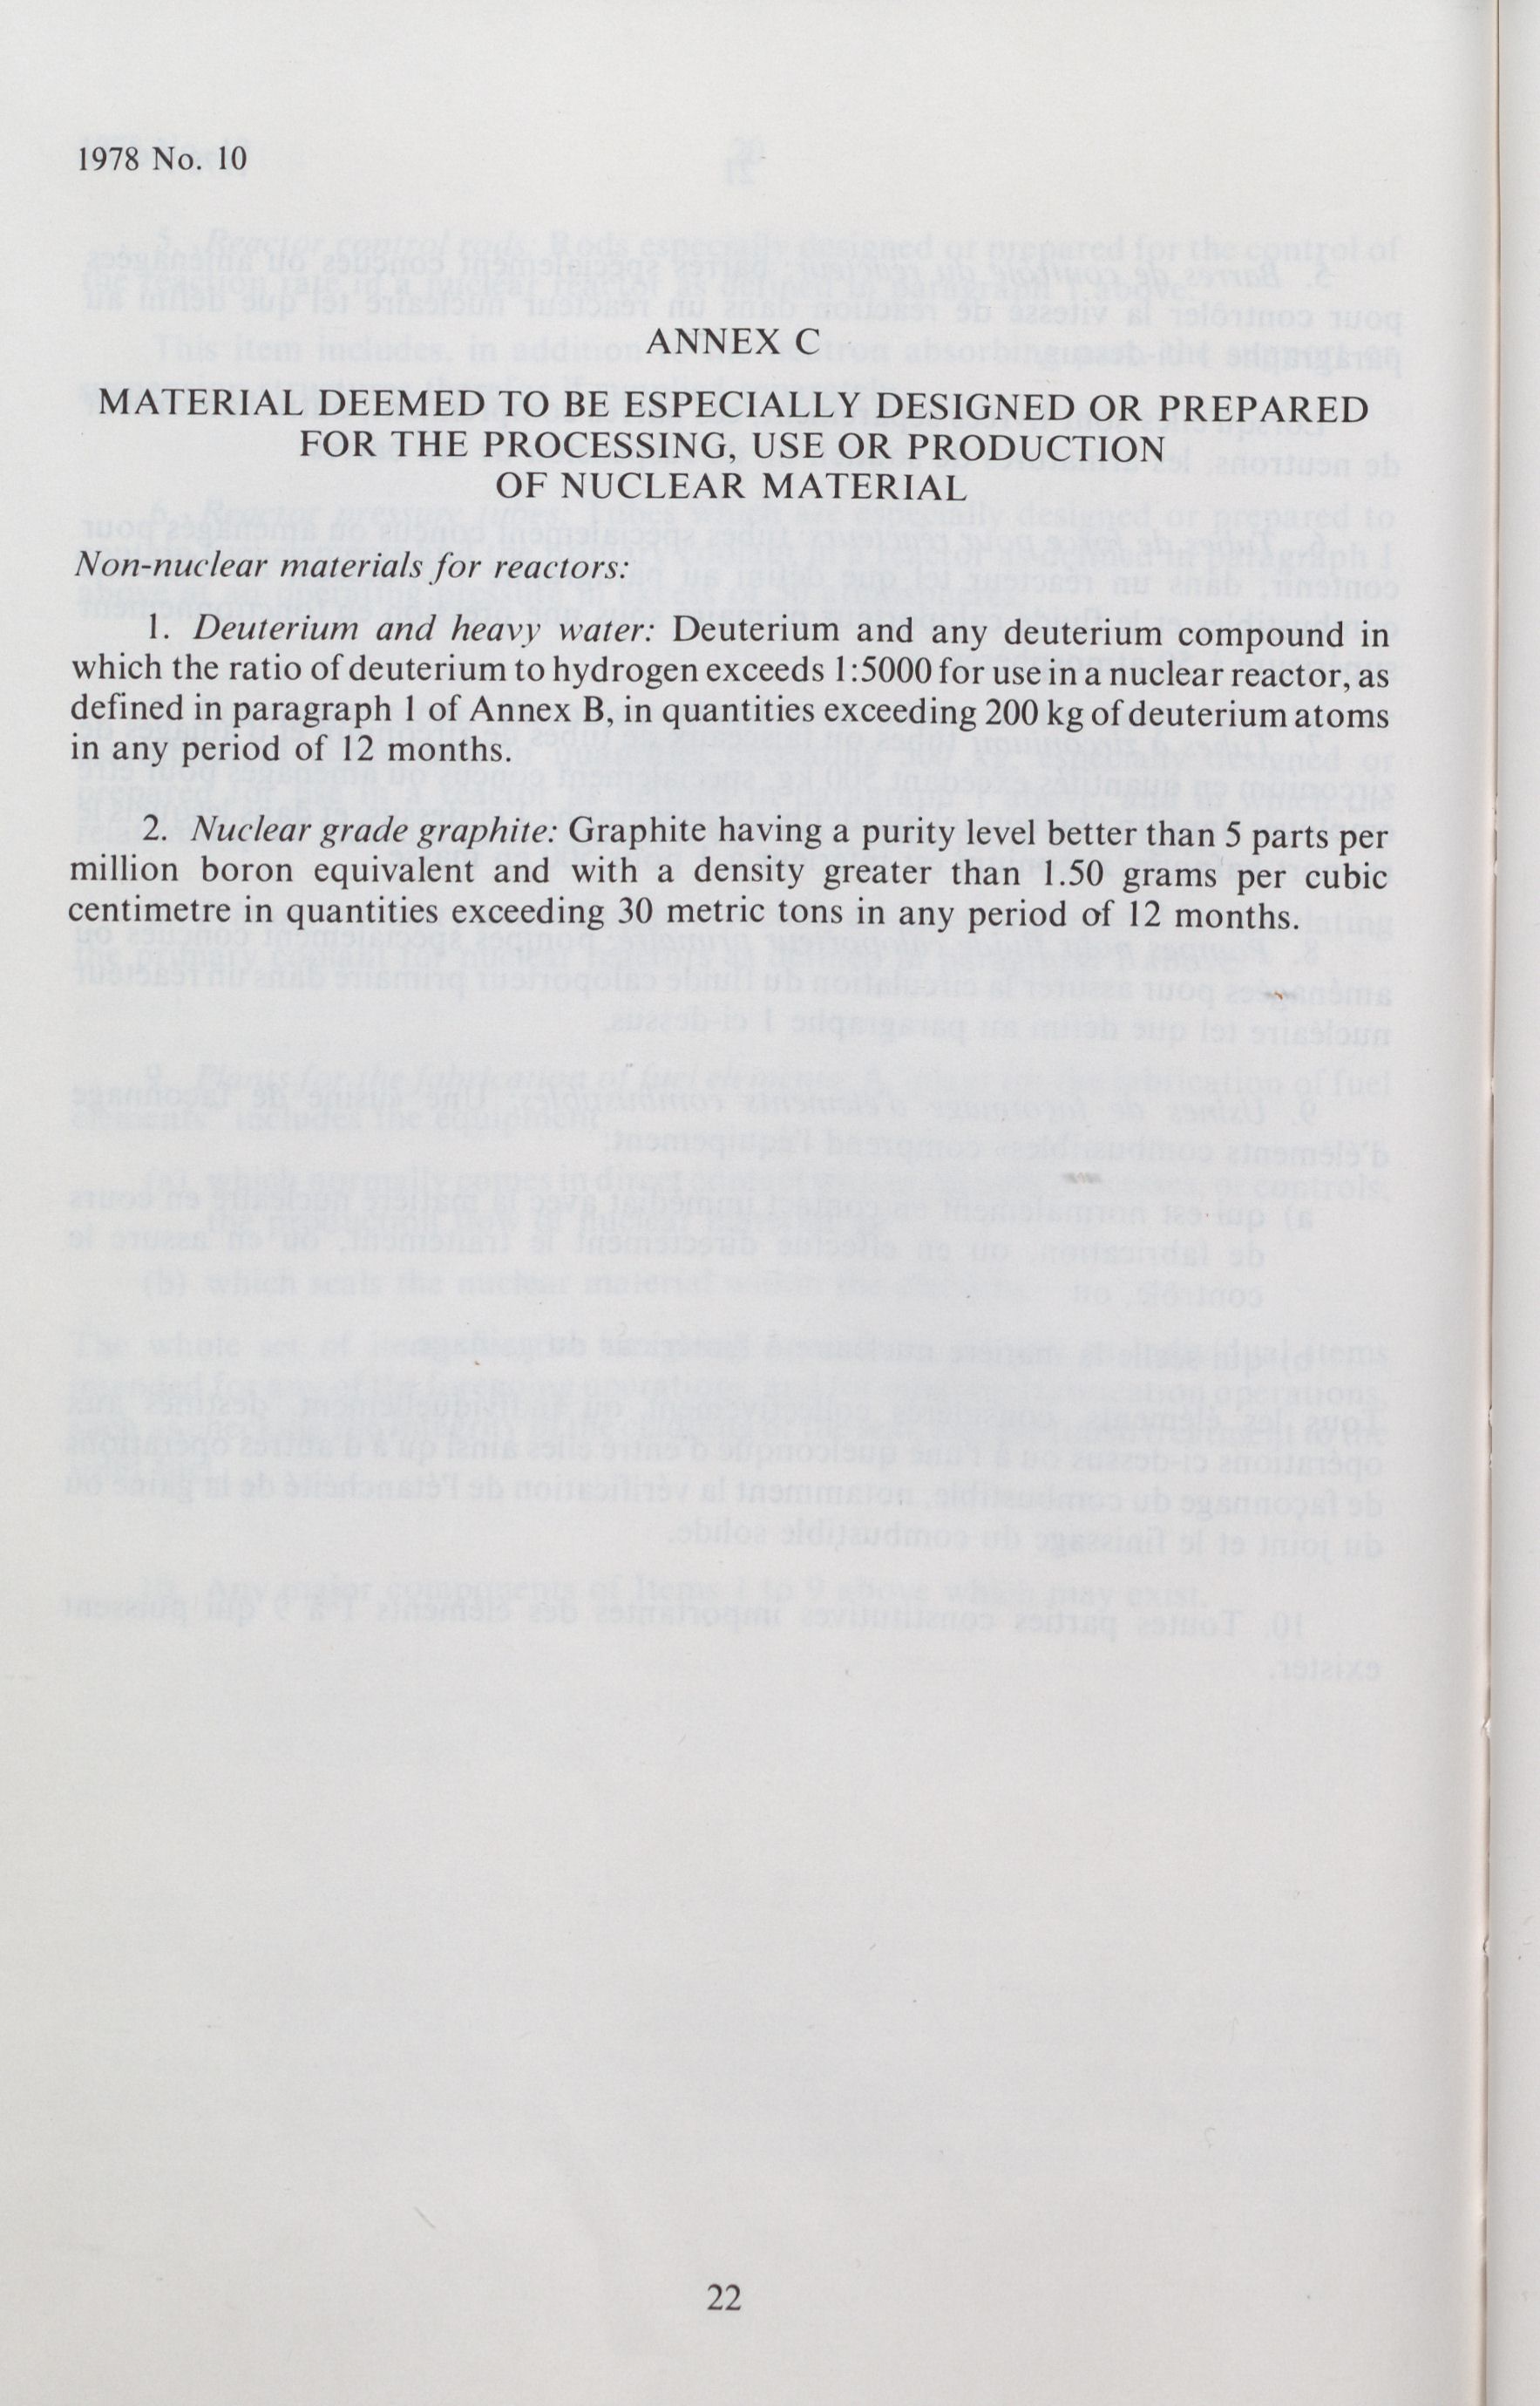 1978 No. 10
ANNEX C
MATERIAL DEEMED TO BE ESPECIALLY DESIGNED OR PREPARED
FOR THE PROCESSING, USE OR PRODUCTION
OF NUCLEAR MATERIAL
Non-nuclear materials for reactors:
1. Deuterium and heavy water: Deuterium and any deuterium compound in
which the ratio of deuterium to hydrogen exceeds 1:5000 for use in a nuclear reactor, as
defined in paragraph 1 of Annex B, in quantities exceeding 200 kg of deuterium atoms
in any period of 12 months.
2. Nuclear grade graphite: Graphite having a purity level better than 5 parts per
million boron equivalent and with a density greater than 1.50 grams per cubic
centimetre in quantities exceeding 30 metric tons in any period of 12 months.
22